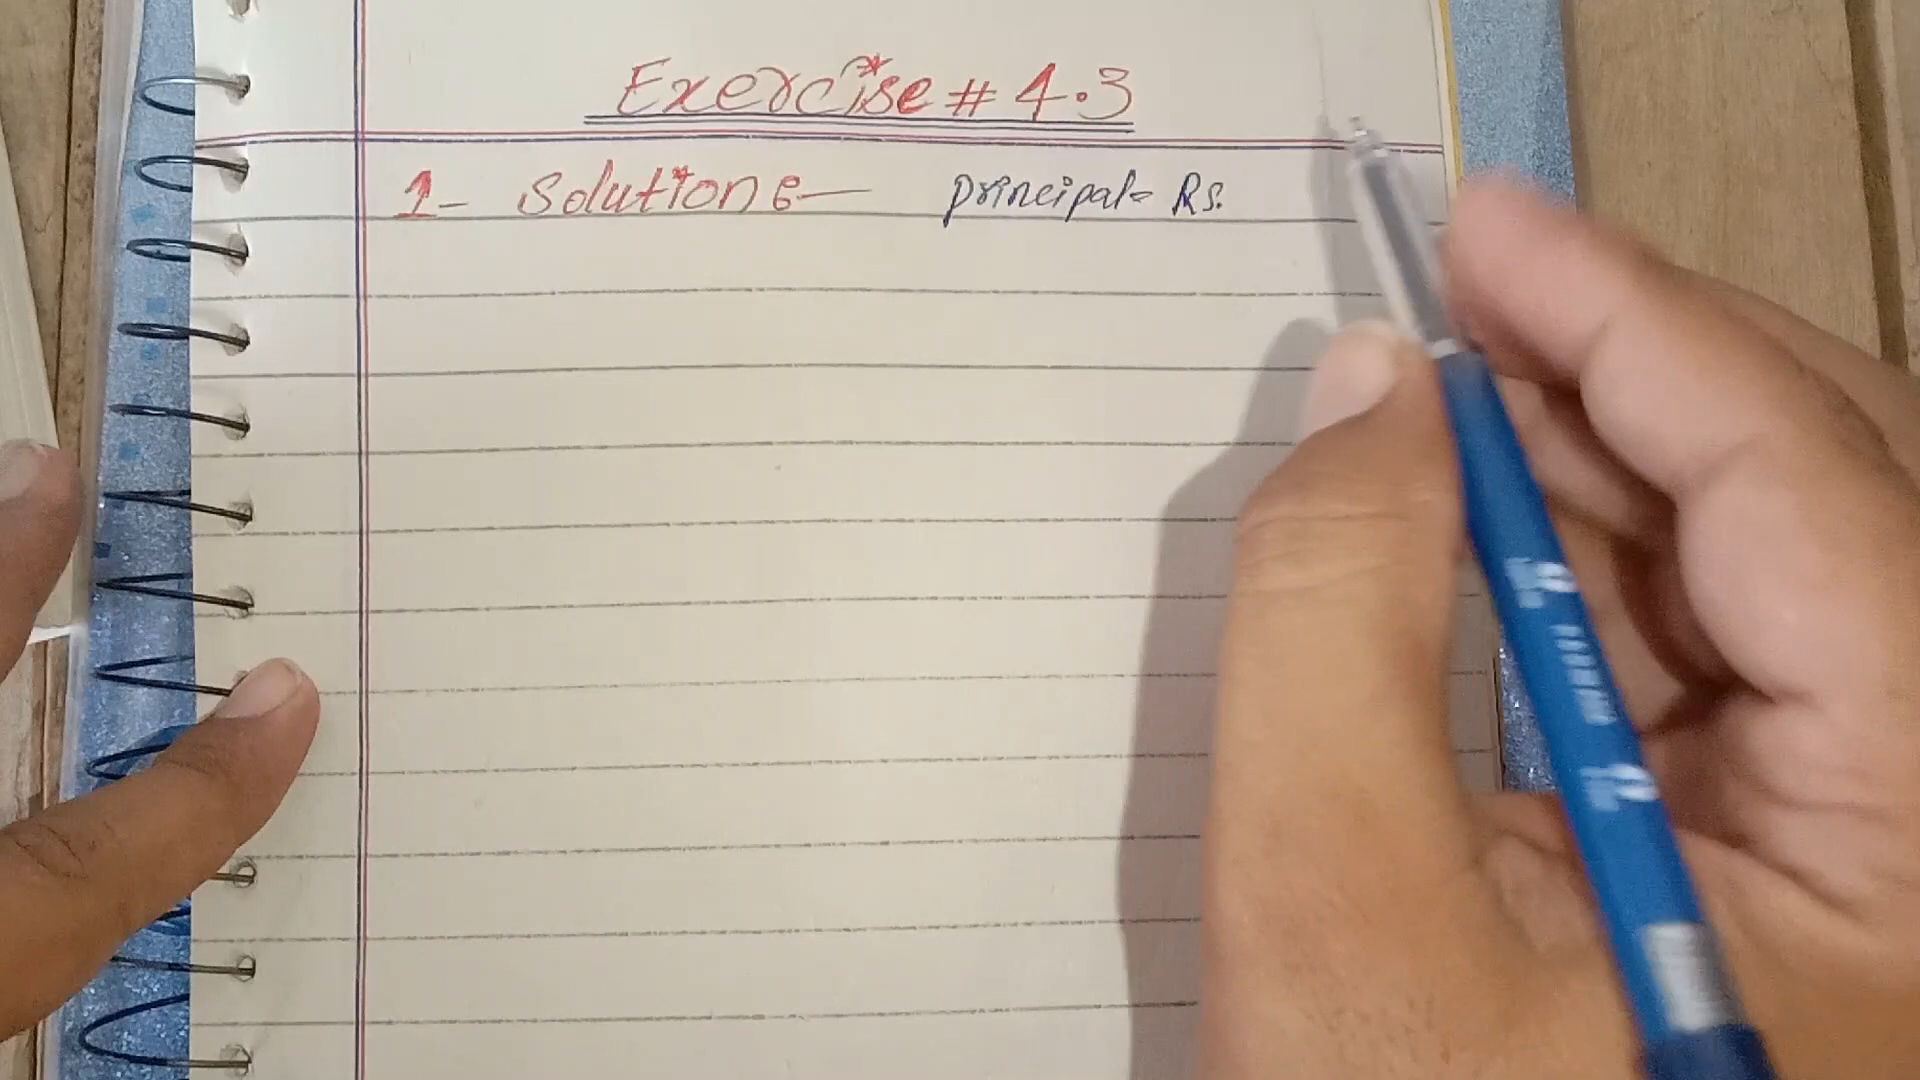 Exercise # 4.3
1- Solution:- principal= Rs.